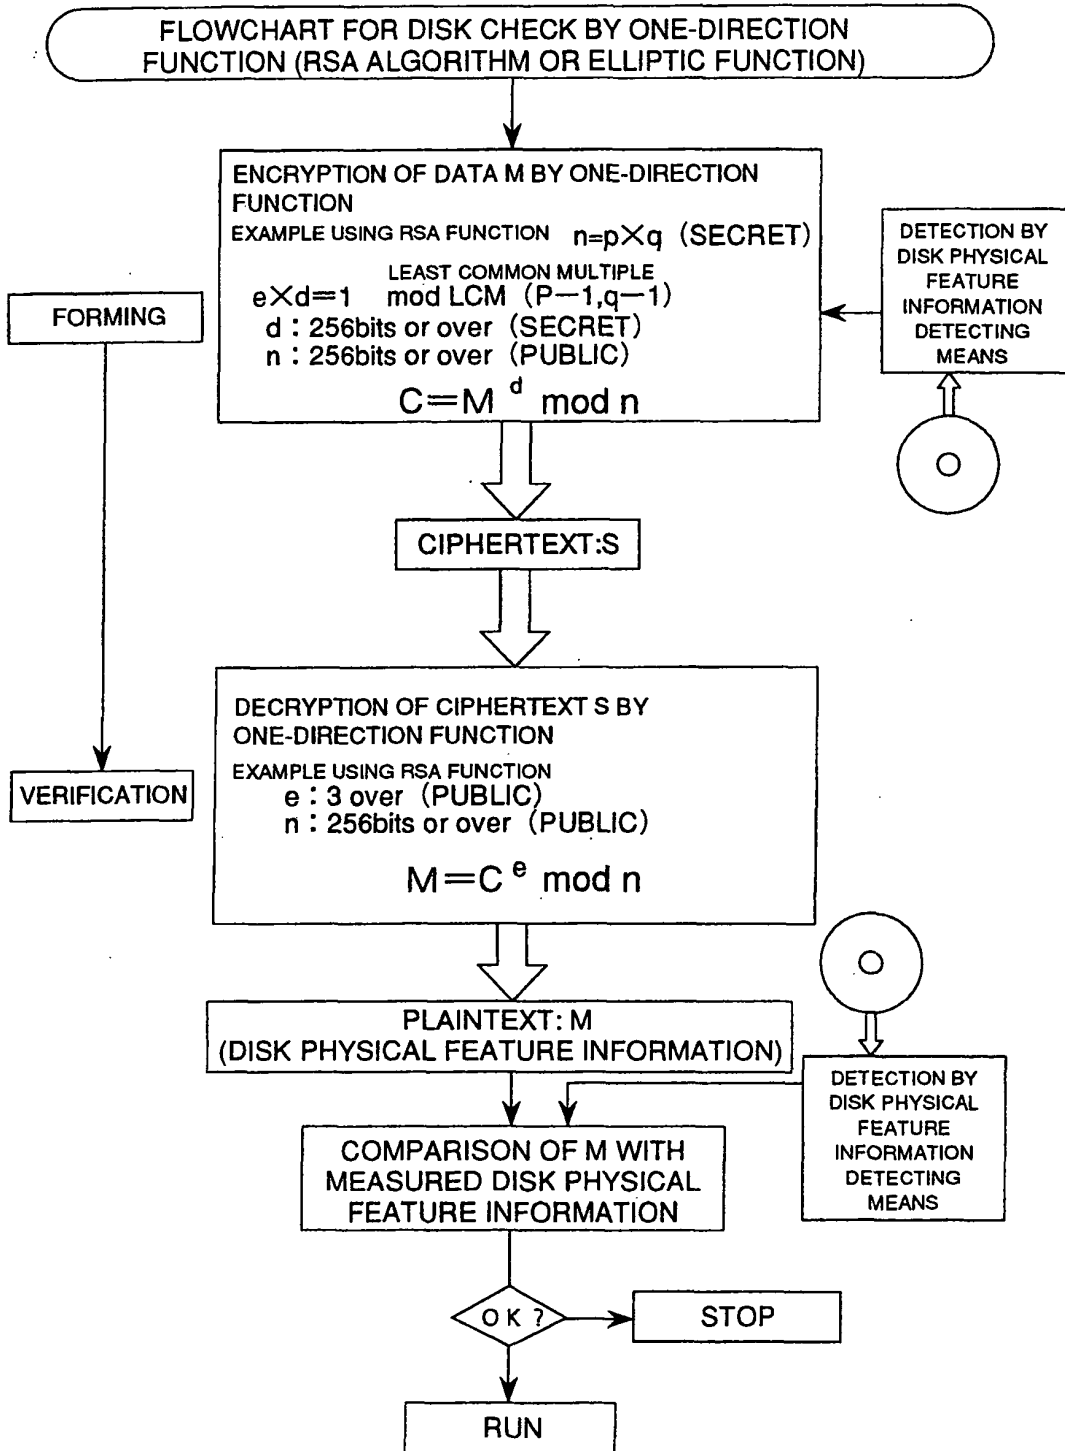 FLOWCHART FOR DISK CHECK BY ONE-DIRECTION
FUNCTION (RSA ALGORITHM OR ELLIPTIC FUNCTION)
ENCRYPTION OF DATA M BY ONE-DIRECTION
FUNCTION
EXAMPLE USING RSA FUNCTION n=p×q (SECRET)
LEAST COMMON MULTIPLE
e×d=1 mod LCM (P−1,q−1)
d : 256bits or over (SECRET)
n : 256bits or over (PUBLIC)
C=M^d mod n
DETECTION BY
DISK PHYSICAL
FEATURE
INFORMATION
DETECTING
MEANS
FORMING
CIPHERTEXT:S
DECRYPTION OF CIPHERTEXT S BY
ONE-DIRECTION FUNCTION
EXAMPLE USING RSA FUNCTION
e : 3 over (PUBLIC)
n : 256bits or over (PUBLIC)
M=C^e mod n
VERIFICATION
PLAINTEXT: M
(DISK PHYSICAL FEATURE INFORMATION)
DETECTION BY
DISK PHYSICAL
FEATURE
INFORMATION
DETECTING
MEANS
COMPARISON OF M WITH
MEASURED DISK PHYSICAL
FEATURE INFORMATION
OK?
STOP
RUN